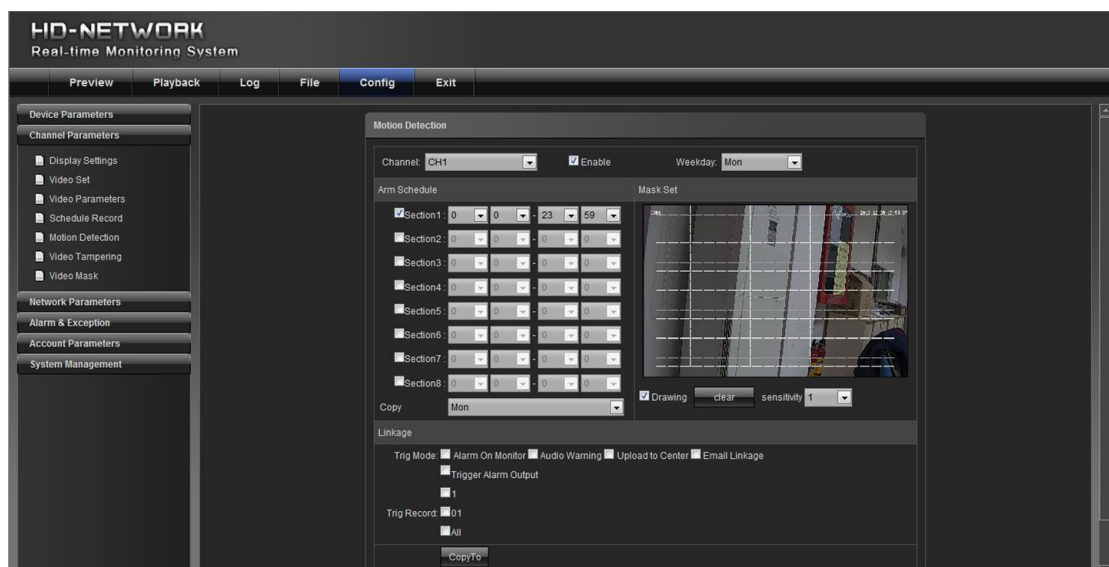 HD-NETWORK
Real-time Monitoring System
Preview Playback Log File Config Exit
Device Parameters
Channel Parameters
Display Settings
Video Set
Video Parameters
Schedule Record
Motion Detection
Video Tampering
Video Mask
Network Parameters
Alarm & Exception
Account Parameters
System Management
Motion Detection
Channel: CH1 Enable Weekday: Mon
Arm Schedule
Section1: 0 0 - 23 59
Section2: 0 0 - 0 0
Section3: 0 0 - 0 0
Section4: 0 0 - 0 0
Section5: 0 0 - 0 0
Section6: 0 0 - 0 0
Section7: 0 0 - 0 0
Section8: 0 0 - 0 0
Copy Mon
Mask Set
Drawing clear sensitivity 1
Linkage
Trig Mode: Alarm On Monitor Audio Warning Upload to Center Email Linkage
Trigger Alarm Output
1
Trig Record: 01
All
CopyTo